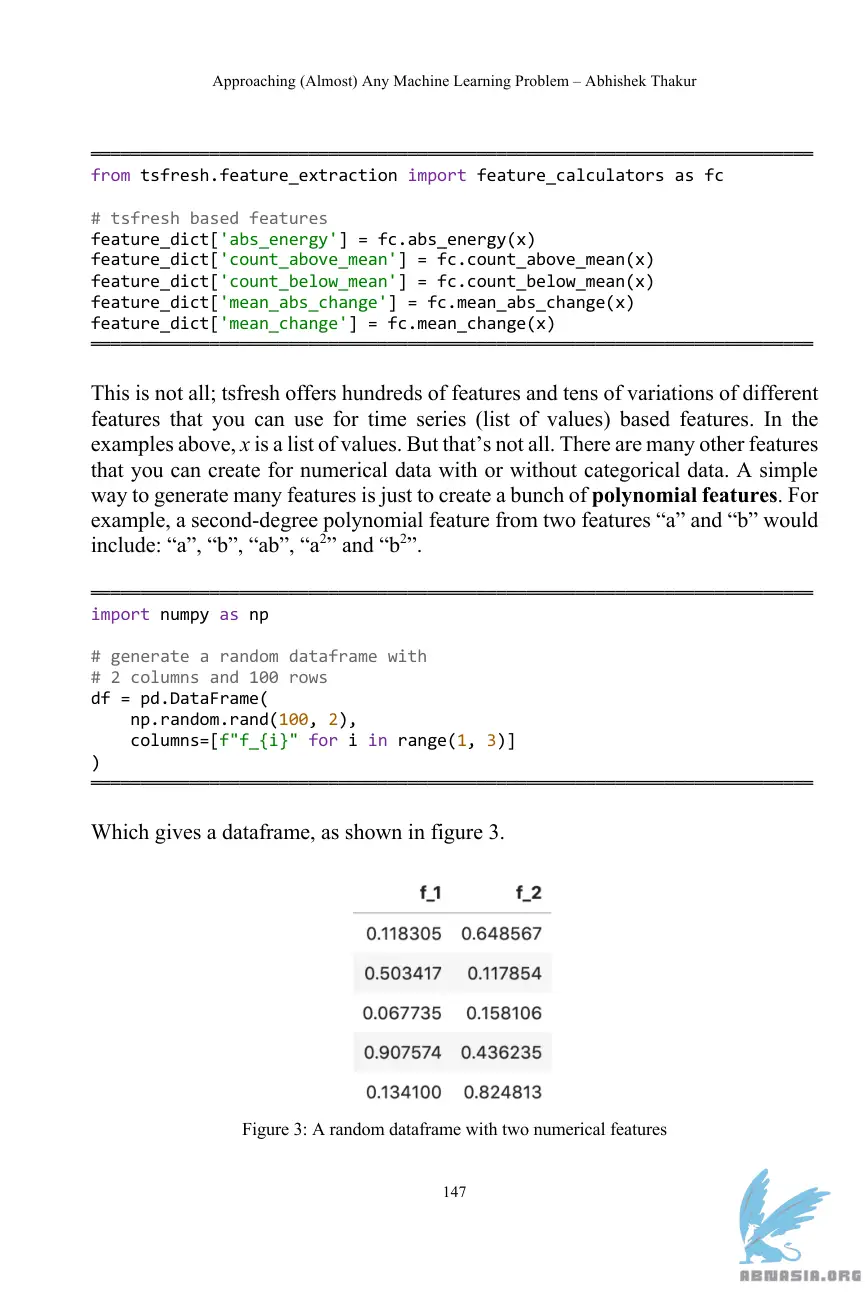 Approaching (Almost) Any Machine Learning Problem – Abhishek Thakur
from tsfresh.feature_extraction import feature_calculators as fc
# tsfresh based features
feature_dict['abs_energy'] = fc.abs_energy(x)
feature_dict['count_above_mean'] = fc.count_above_mean(x)
feature_dict['count_below_mean'] = fc.count_below_mean(x)
feature_dict['mean_abs_change'] = fc.mean_abs_change(x)
feature_dict['mean_change'] = fc.mean_change(x)
This is not all; tsfresh offers hundreds of features and tens of variations of different
features that you can use for time series (list of values) based features. In the
examples above, x is a list of values. But that’s not all. There are many other features
that you can create for numerical data with or without categorical data. A simple
way to generate many features is just to create a bunch of polynomial features. For
example, a second-degree polynomial feature from two features “a” and “b” would
include: “a”, “b”, “ab”, “a²” and “b²”.
import numpy as np
# generate a random dataframe with
# 2 columns and 100 rows
df = pd.DataFrame(
    np.random.rand(100, 2),
    columns=[f"f_{i}" for i in range(1, 3)]
)
Which gives a dataframe, as shown in figure 3.
f_1 f_2
0.118305 0.648567
0.503417 0.117854
0.067735 0.158106
0.907574 0.436235
0.134100 0.824813
Figure 3: A random dataframe with two numerical features
147
ABNASIA.ORG